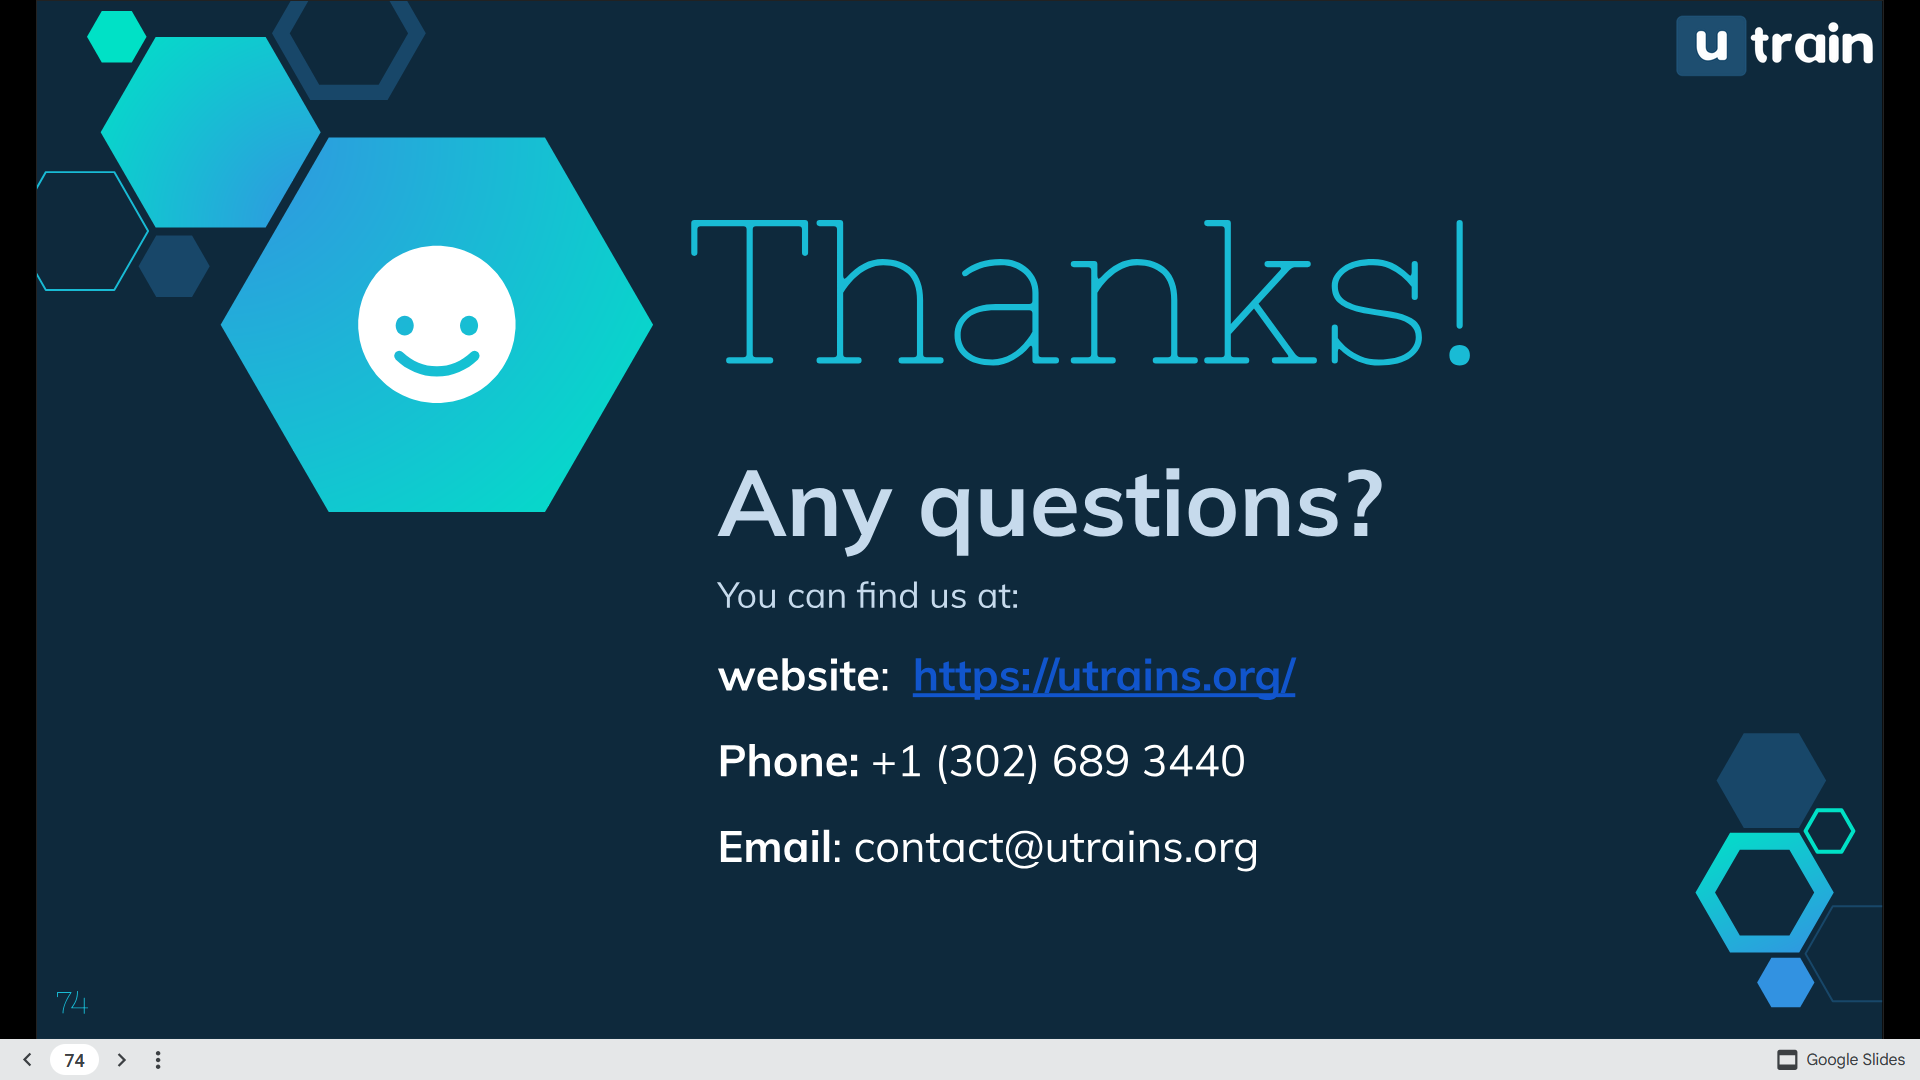 u train
Thanks!
Any questions?
You can find us at:
website: https://utrains.org/
Phone: +1 (302) 689 3440
Email: contact@utrains.org
74
74
Google Slides